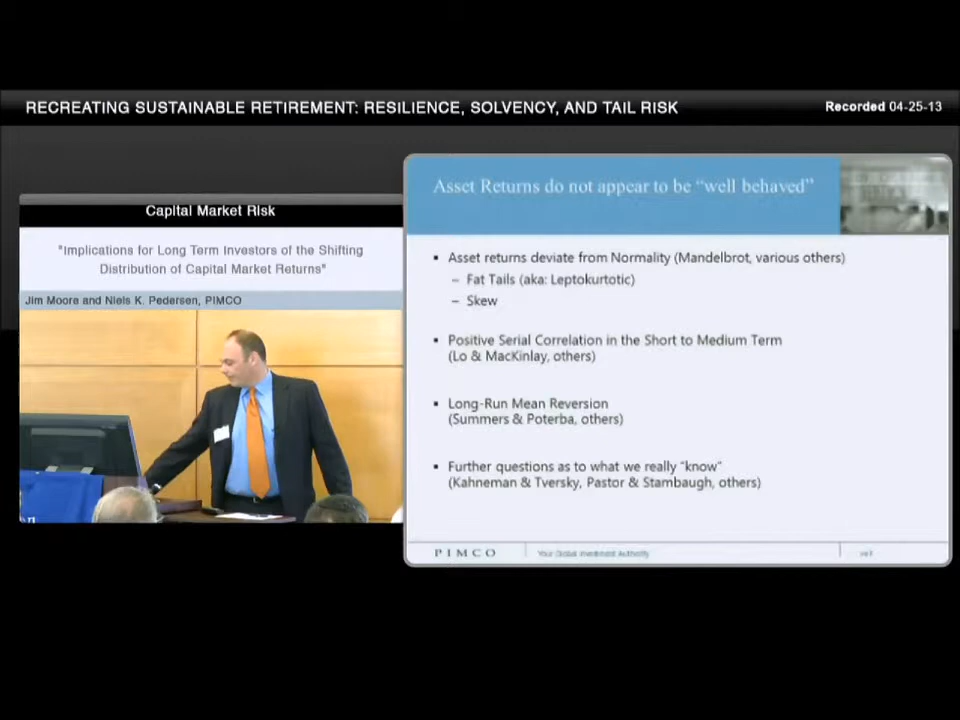 RECREATING SUSTAINABLE RETIREMENT: RESILIENCE, SOLVENCY, AND TAIL RISK
Recorded 04-25-13
Capital Market Risk
"Implications for Long Term Investors of the Shifting
Distribution of Capital Market Returns"
Jim Moore and Niels K. Pedersen, PIMCO
Asset Returns do not appear to be “well behaved”
▪ Asset returns deviate from Normality (Mandelbrot, various others)
– Fat Tails (aka: Leptokurtotic)
– Skew
▪ Positive Serial Correlation in the Short to Medium Term
(Lo & MacKinlay, others)
▪ Long-Run Mean Reversion
(Summers & Poterba, others)
▪ Further questions as to what we really “know”
(Kahneman & Tversky, Pastor & Stambaugh, others)
PIMCO
Your Global Investment Authority